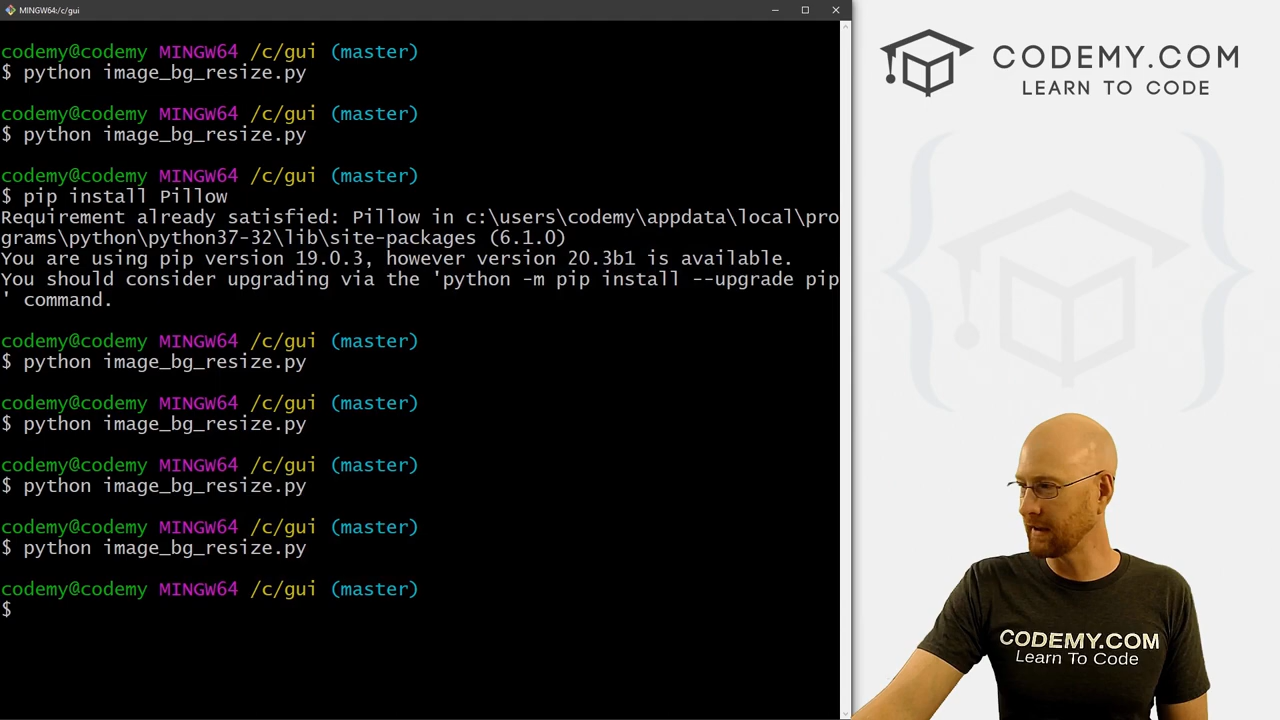 MINGW64:/c/gui
codemy@codemy MINGW64 /c/gui (master)
$ python image_bg_resize.py
codemy@codemy MINGW64 /c/gui (master)
$ python image_bg_resize.py
codemy@codemy MINGW64 /c/gui (master)
$ pip install Pillow
Requirement already satisfied: Pillow in c:\users\codemy\appdata\local\pro
grams\python\python37-32\lib\site-packages (6.1.0)
You are using pip version 19.0.3, however version 20.3b1 is available.
You should consider upgrading via the 'python -m pip install --upgrade pip
' command.
codemy@codemy MINGW64 /c/gui (master)
$ python image_bg_resize.py
codemy@codemy MINGW64 /c/gui (master)
$ python image_bg_resize.py
codemy@codemy MINGW64 /c/gui (master)
$ python image_bg_resize.py
codemy@codemy MINGW64 /c/gui (master)
$ python image_bg_resize.py
codemy@codemy MINGW64 /c/gui (master)
$
CODEMY.COM
LEARN TO CODE
CODEMY.COM
Learn To Code